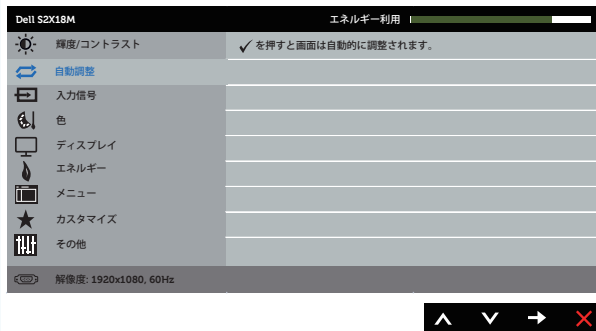 Dell S2X18M エネルギー利用
輝度/コントラスト ✓を押すと画面は自動的に調整されます。
自動調整
入力信号
色
ディスプレイ
エネルギー
メニュー
カスタマイズ
その他
解像度: 1920x1080, 60Hz